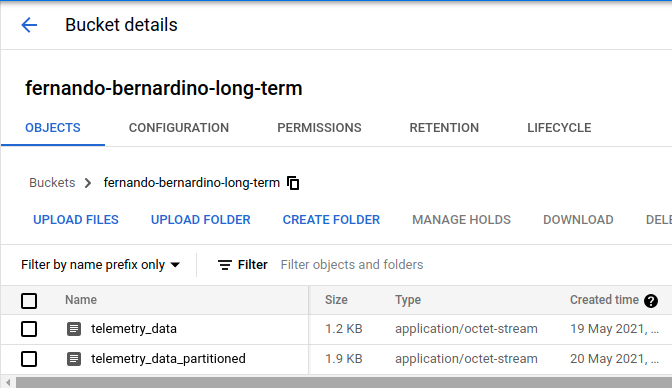 Bucket details
fernando-bernardino-long-term
OBJECTS CONFIGURATION PERMISSIONS RETENTION LIFECYCLE
Buckets fernando-bernardino-long-term
UPLOAD FILES UPLOAD FOLDER CREATE FOLDER MANAGE HOLDS DOWNLOAD DELE
Filter by name prefix only Filter Filter objects and folders
Name Size Type Created time ?
telemetry_data 1.2 KB application/octet-stream 19 May 2021, ...
telemetry_data_partitioned 1.9 KB application/octet-stream 20 May 2021, ...